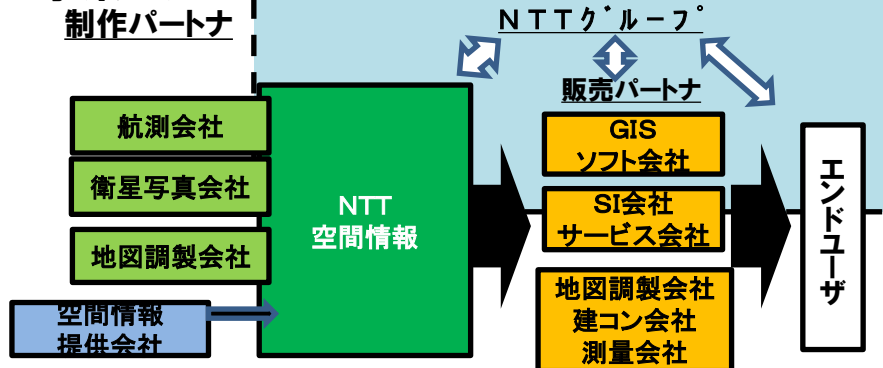 制作パートナ
NTTグループ
販売パートナ
航測会社
衛星写真会社
地図調製会社
空間情報
提供会社
NTT
空間情報
GIS
ソフト会社
SI会社
サービス会社
地図調製会社
建コン会社
測量会社
エンドユーザ